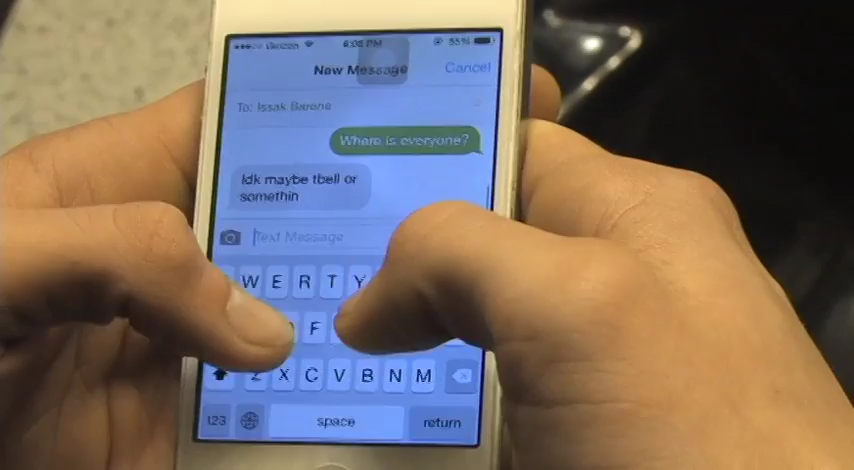 Verizon 6:08 PM 55%
New Message Cancel
To: Issak Barone
Where is everyone?
Idk maybe tbell or
somethin
Text Message
W E R T Y
F
Z X C V B N M
123 space return